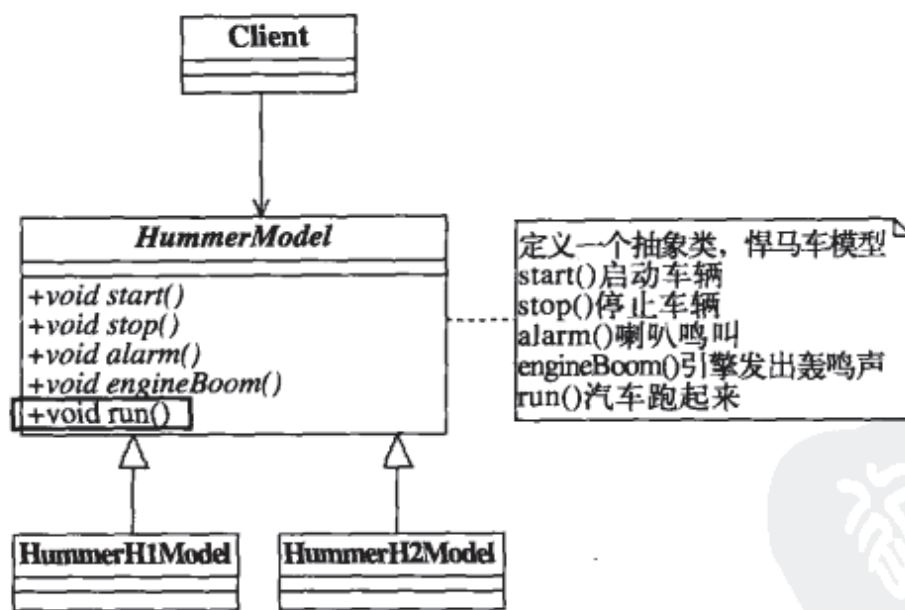 Client
HummerModel
+void start()
+void stop()
+void alarm()
+void engineBoom()
+void run()
定义一个抽象类，悍马车模型
start()启动车辆
stop()停止车辆
alarm()喇叭鸣叫
engineBoom()引擎发出轰鸣声
run()汽车跑起来
HummerH1Model
HummerH2Model